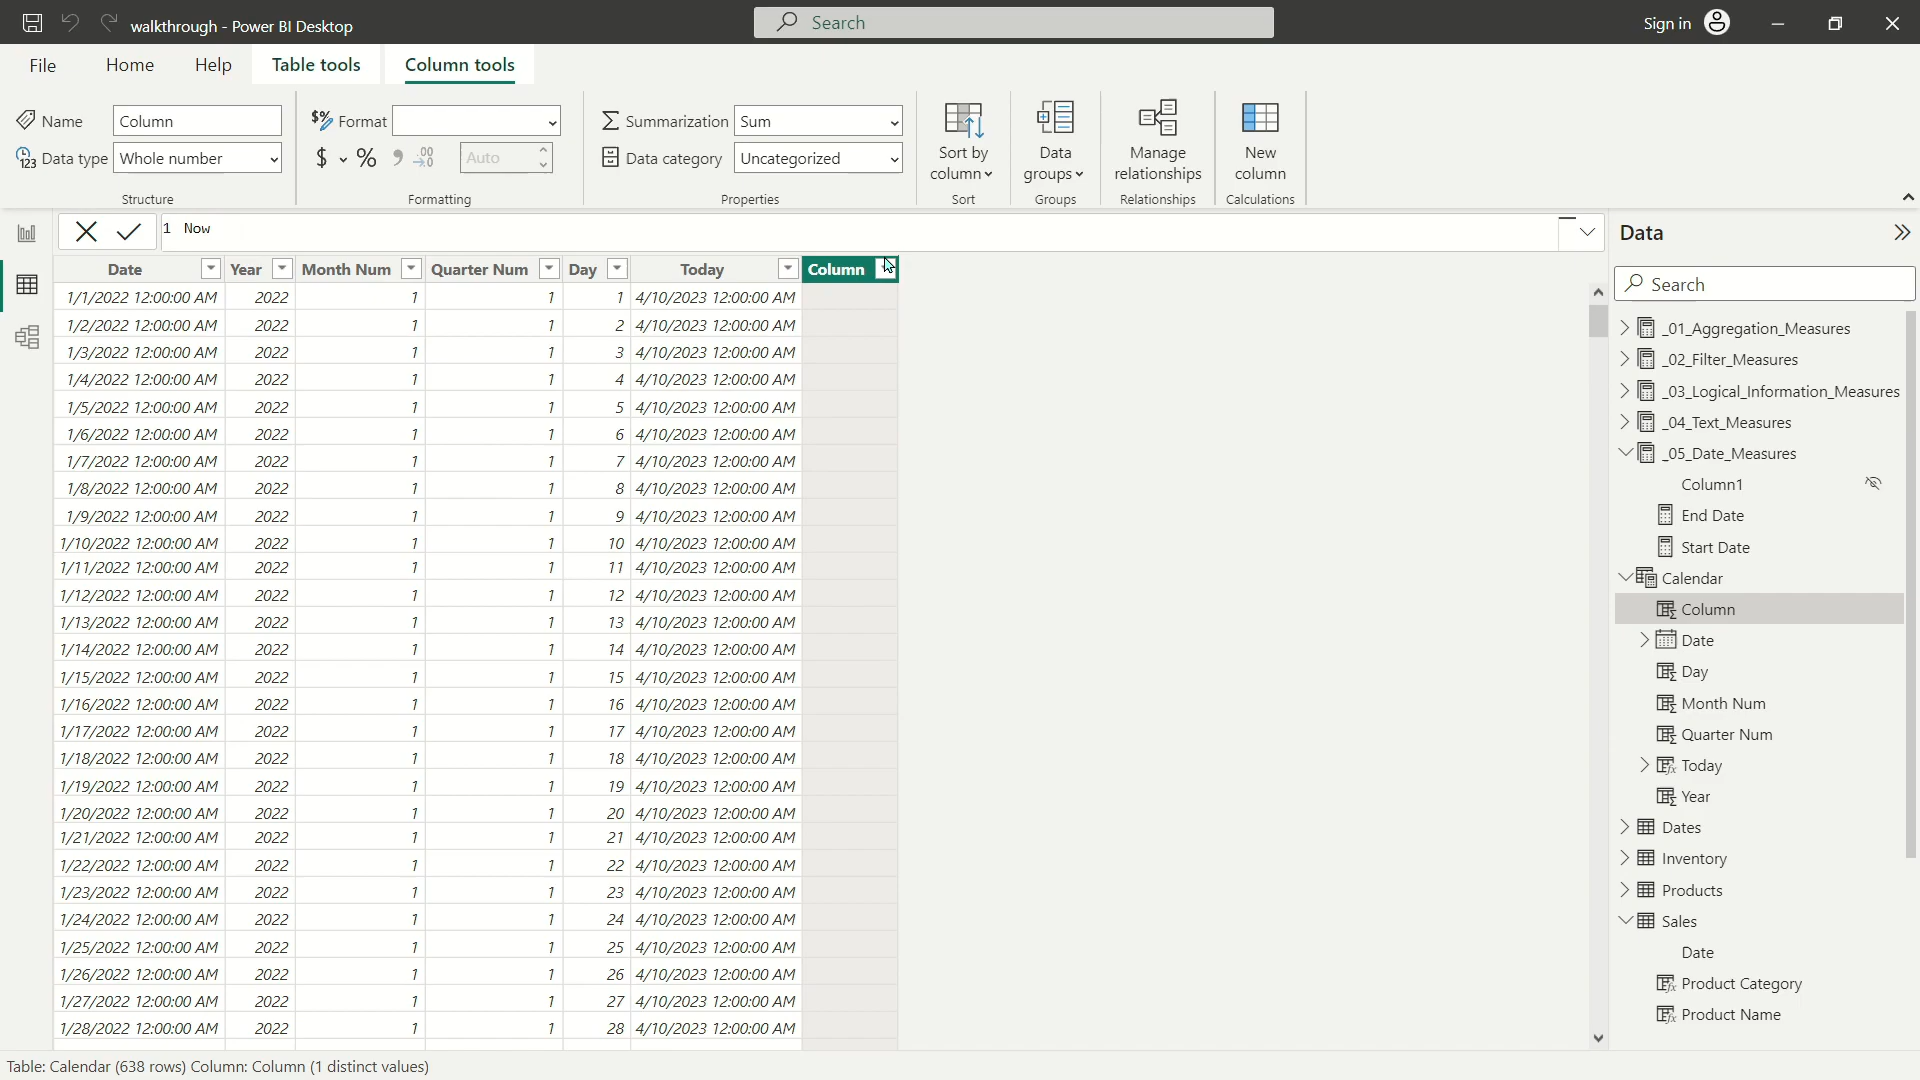 walkthrough - Power BI Desktop
Search
Sign in
File Home Help Table tools Column tools
Name Column
Data type Whole number
Structure
Format
$ % 9 .00 Auto
Formatting
Summarization Sum
Data category Uncategorized
Properties
Sort by column
Sort
Data groups
Groups
Manage relationships
Relationships
New column
Calculations
1 Now
Date Year Month Num Quarter Num Day Today Column
1/1/2022 12:00:00 AM 2022 1 1 1 4/10/2023 12:00:00 AM
1/2/2022 12:00:00 AM 2022 1 1 2 4/10/2023 12:00:00 AM
1/3/2022 12:00:00 AM 2022 1 1 3 4/10/2023 12:00:00 AM
1/4/2022 12:00:00 AM 2022 1 1 4 4/10/2023 12:00:00 AM
1/5/2022 12:00:00 AM 2022 1 1 5 4/10/2023 12:00:00 AM
1/6/2022 12:00:00 AM 2022 1 1 6 4/10/2023 12:00:00 AM
1/7/2022 12:00:00 AM 2022 1 1 7 4/10/2023 12:00:00 AM
1/8/2022 12:00:00 AM 2022 1 1 8 4/10/2023 12:00:00 AM
1/9/2022 12:00:00 AM 2022 1 1 9 4/10/2023 12:00:00 AM
1/10/2022 12:00:00 AM 2022 1 1 10 4/10/2023 12:00:00 AM
1/11/2022 12:00:00 AM 2022 1 1 11 4/10/2023 12:00:00 AM
1/12/2022 12:00:00 AM 2022 1 1 12 4/10/2023 12:00:00 AM
1/13/2022 12:00:00 AM 2022 1 1 13 4/10/2023 12:00:00 AM
1/14/2022 12:00:00 AM 2022 1 1 14 4/10/2023 12:00:00 AM
1/15/2022 12:00:00 AM 2022 1 1 15 4/10/2023 12:00:00 AM
1/16/2022 12:00:00 AM 2022 1 1 16 4/10/2023 12:00:00 AM
1/17/2022 12:00:00 AM 2022 1 1 17 4/10/2023 12:00:00 AM
1/18/2022 12:00:00 AM 2022 1 1 18 4/10/2023 12:00:00 AM
1/19/2022 12:00:00 AM 2022 1 1 19 4/10/2023 12:00:00 AM
1/20/2022 12:00:00 AM 2022 1 1 20 4/10/2023 12:00:00 AM
1/21/2022 12:00:00 AM 2022 1 1 21 4/10/2023 12:00:00 AM
1/22/2022 12:00:00 AM 2022 1 1 22 4/10/2023 12:00:00 AM
1/23/2022 12:00:00 AM 2022 1 1 23 4/10/2023 12:00:00 AM
1/24/2022 12:00:00 AM 2022 1 1 24 4/10/2023 12:00:00 AM
1/25/2022 12:00:00 AM 2022 1 1 25 4/10/2023 12:00:00 AM
1/26/2022 12:00:00 AM 2022 1 1 26 4/10/2023 12:00:00 AM
1/27/2022 12:00:00 AM 2022 1 1 27 4/10/2023 12:00:00 AM
1/28/2022 12:00:00 AM 2022 1 1 28 4/10/2023 12:00:00 AM
Data
Search
_01_Aggregation_Measures
_02_Filter_Measures
_03_Logical_Information_Measures
_04_Text_Measures
_05_Date_Measures
Column1
End Date
Start Date
Calendar
Column
Date
Day
Month Num
Quarter Num
Today
Year
Dates
Inventory
Products
Sales
Date
Product Category
Product Name
Table: Calendar (638 rows) Column: Column (1 distinct values)